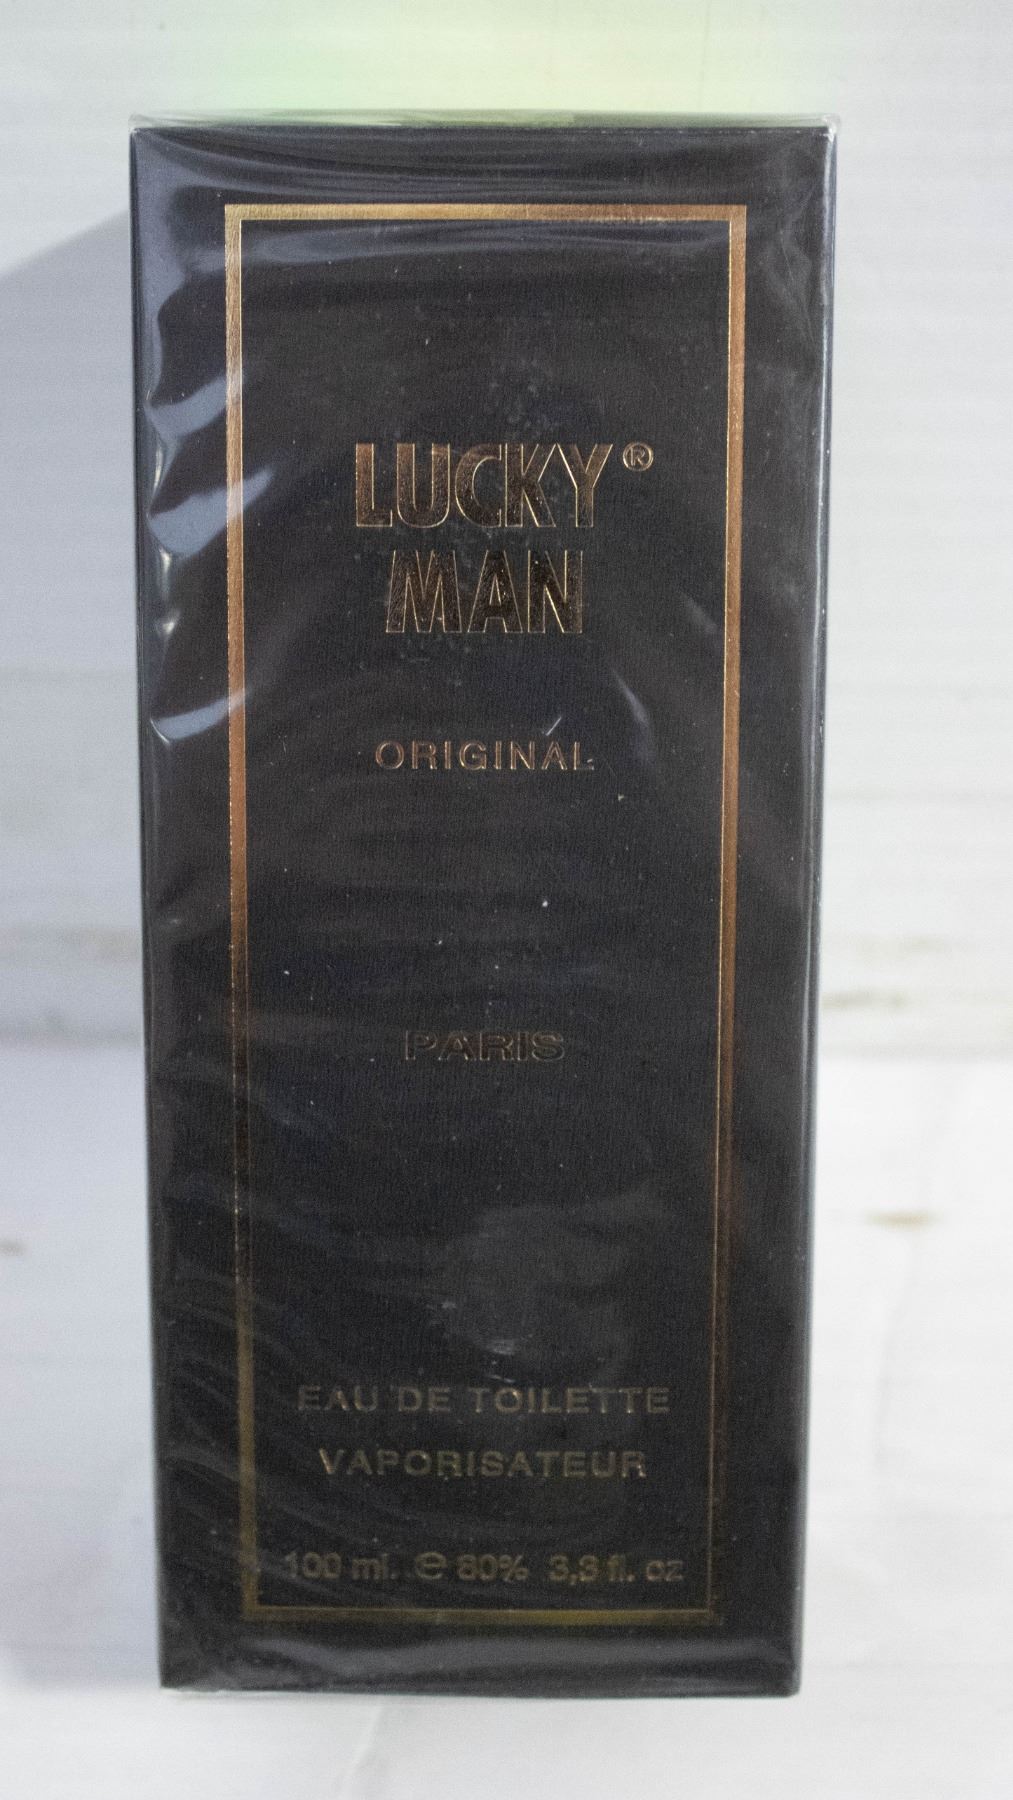 LUCKY®
MAN
ORIGINAL
PARIS
EAU DE TOILETTE
VAPORISATEUR
100 ml. ℮ 80% 3,3 fl. oz